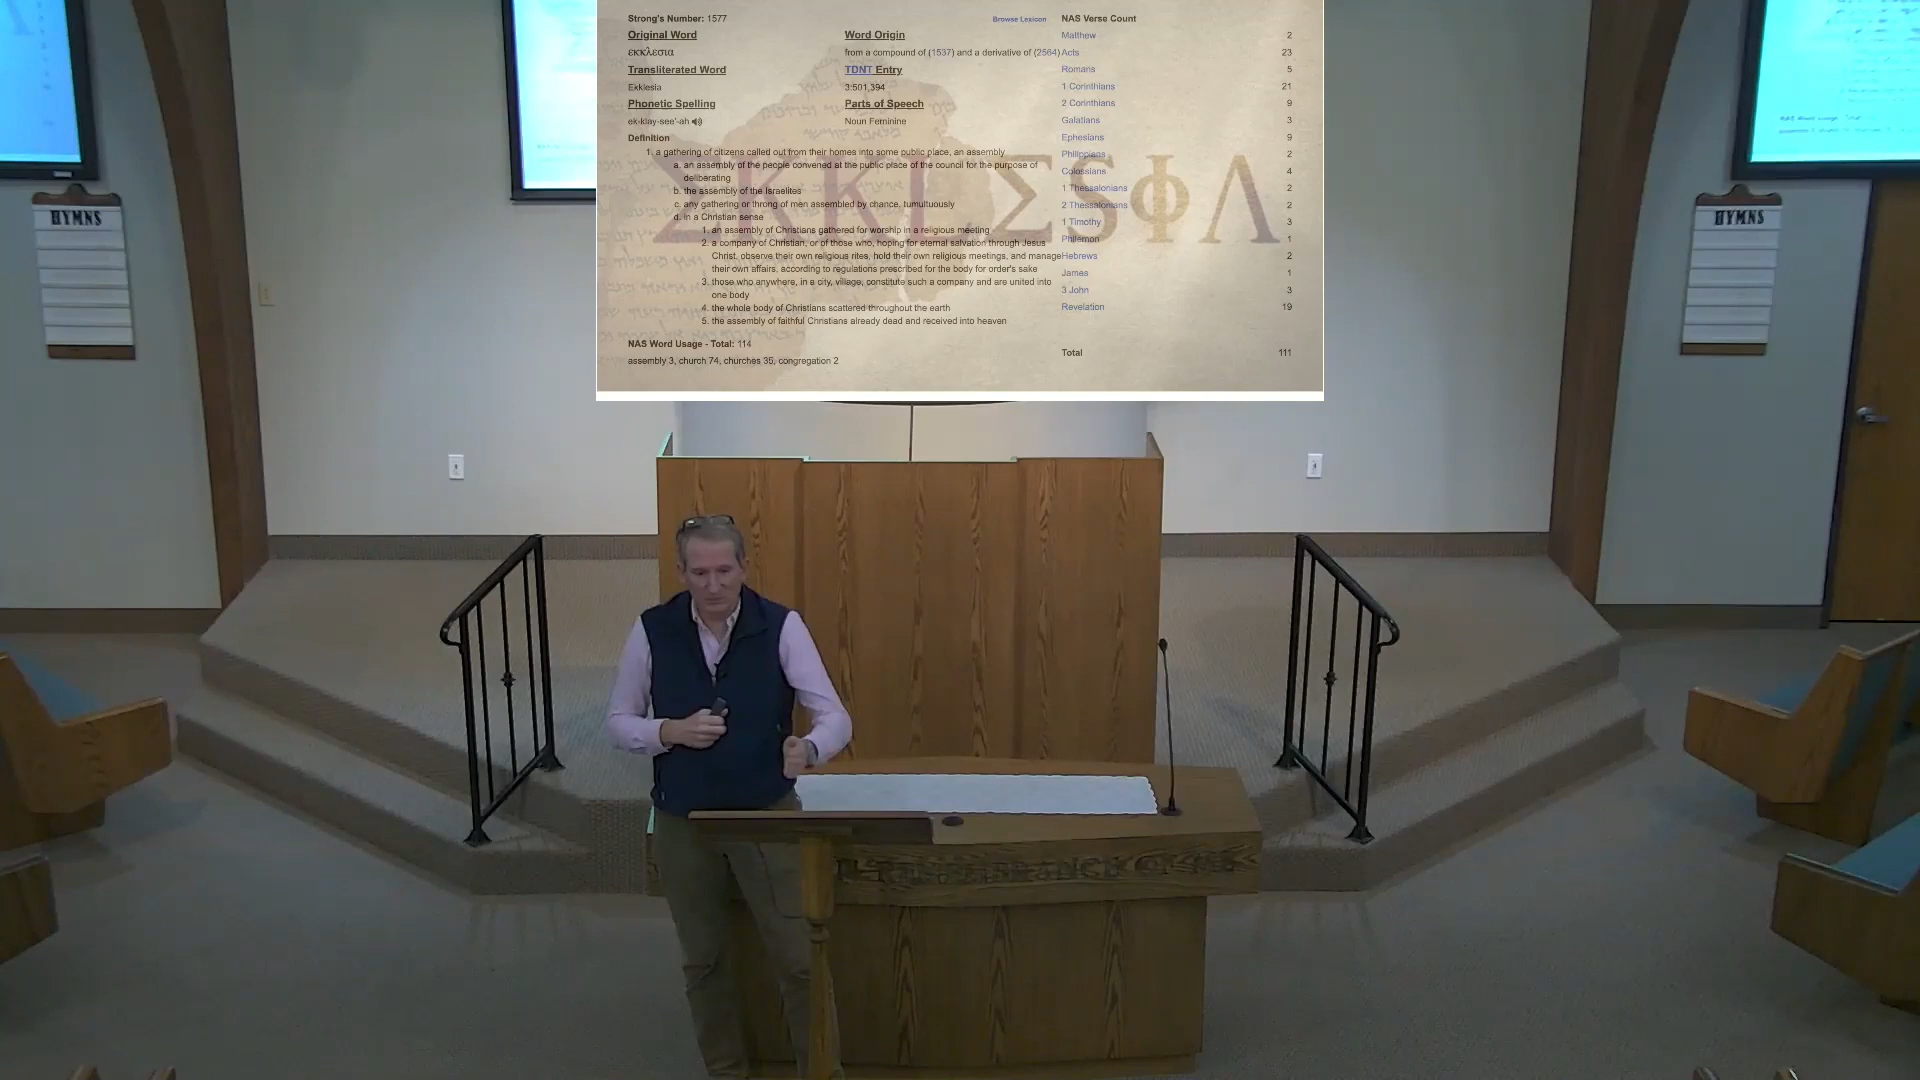 Strong's Number: 1577
Browse Lexicon
Original Word
Word Origin
εκκλεσια
from a compound of (1537) and a derivative of (2564)
Transliterated Word
TDNT Entry
Ekklesia
3:501,394
Phonetic Spelling
Parts of Speech
ek-klay-see'-ah
Noun Feminine
Definition
1. a gathering of citizens called out from their homes into some public place, an assembly
a. an assembly of the people convened at the public place of the council for the purpose of
deliberating
b. the assembly of the Israelites
c. any gathering or throng of men assembled by chance, tumultuously
d. in a Christian sense
1. an assembly of Christians gathered for worship in a religious meeting
2. a company of Christian, or of those who, hoping for eternal salvation through Jesus
Christ, observe their own religious rites, hold their own religious meetings, and manage
their own affairs, according to regulations prescribed for the body for order's sake
3. those who anywhere, in a city, village, constitute such a company and are united into
one body
4. the whole body of Christians scattered throughout the earth
5. the assembly of faithful Christians already dead and received into heaven
NAS Word Usage - Total: 114
assembly 3, church 74, churches 35, congregation 2
NAS Verse Count
Matthew 2
Acts 23
Romans 5
1 Corinthians 21
2 Corinthians 9
Galatians 3
Ephesians 9
Philippians 2
Colossians 4
1 Thessalonians 2
2 Thessalonians 2
1 Timothy 3
Philemon 1
Hebrews 2
James 1
3 John 3
Revelation 19
Total 111
ΣKKLΣSΦΛ
HYMNS
HYMNS